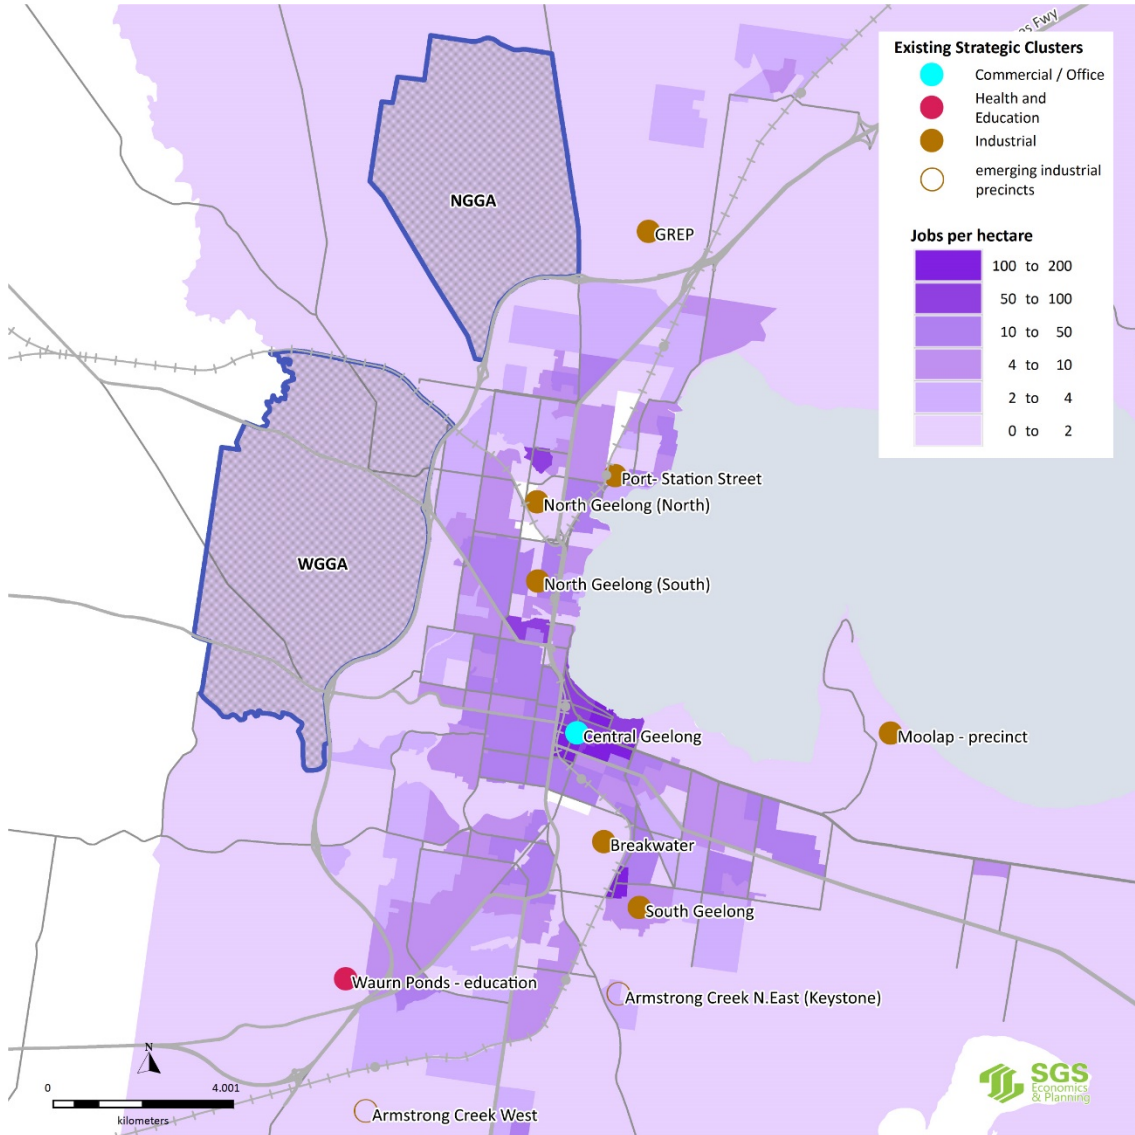 es Fwy
Existing Strategic Clusters
Commercial / Office
Health and
Education
Industrial
emerging industrial
precincts
Jobs per hectare
100 to 200
50 to 100
10 to 50
4 to 10
2 to 4
0 to 2
NGGA
GREP
Port- Station Street
North Geelong (North)
WGGA
North Geelong (South)
Central Geelong
Moolap - precinct
Breakwater
South Geelong
Waurn Ponds - education
Armstrong Creek N.East (Keystone)
Armstrong Creek West
N
0 4.001
kilometers
SGS
Economics
& Planning